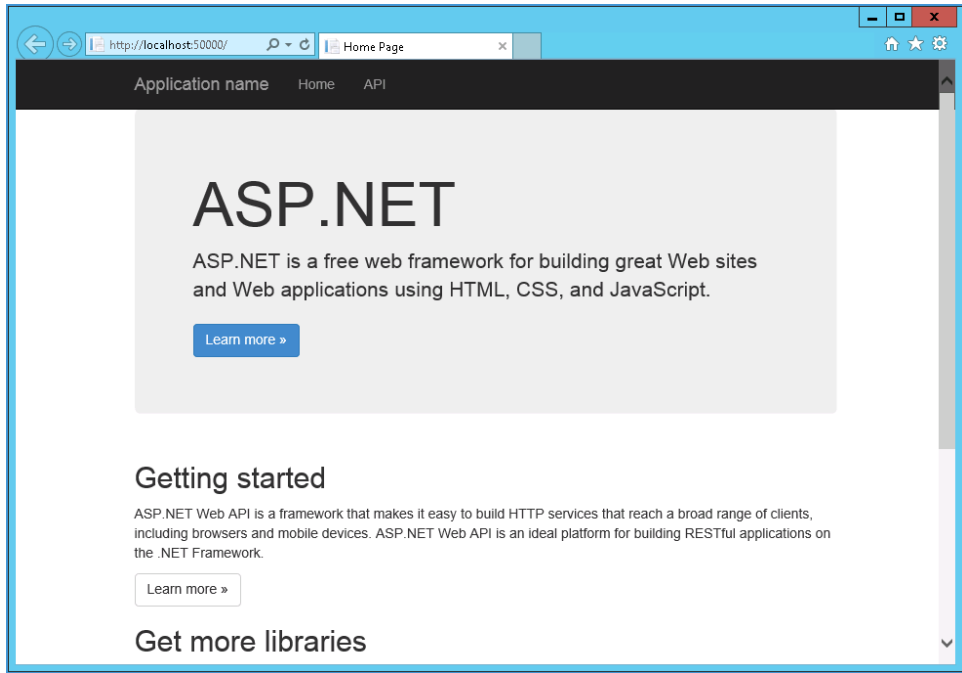 http://localhost:50000/
Home Page
Application name Home API
ASP.NET
ASP.NET is a free web framework for building great Web sites
and Web applications using HTML, CSS, and JavaScript.
Learn more »
Getting started
ASP.NET Web API is a framework that makes it easy to build HTTP services that reach a broad range of clients,
including browsers and mobile devices. ASP.NET Web API is an ideal platform for building RESTful applications on
the .NET Framework.
Learn more »
Get more libraries